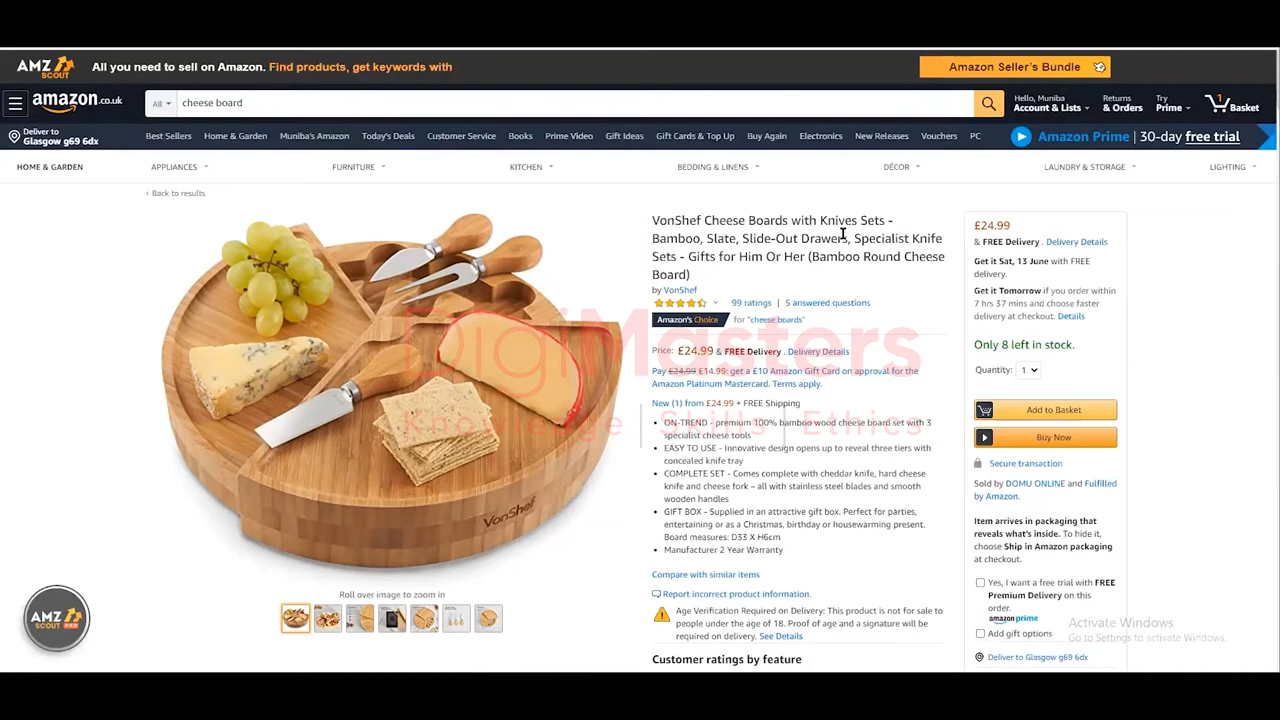 AMZ SCOUT All you need to sell on Amazon. Find products, get keywords with Amazon Seller's Bundle
amazon.co.uk All cheese board Hello, Muniba Account & Lists Returns & Orders Try Prime 1 Basket
Deliver to Glasgow g69 6dx Best Sellers Home & Garden Muniba's Amazon Today's Deals Customer Service Books Prime Video Gift Ideas Gift Cards & Top Up Buy Again Electronics New Releases Vouchers PC Amazon Prime 30-day free trial
HOME & GARDEN APPLIANCES FURNITURE KITCHEN BEDDING & LINENS DÉCOR LAUNDRY & STORAGE LIGHTING
‹ Back to results
VonShef Cheese Boards with Knives Sets -
Bamboo, Slate, Slide-Out Drawers, Specialist Knife
Sets - Gifts for Him Or Her (Bamboo Round Cheese
Board)
by VonShef
99 ratings | 5 answered questions
Amazon's Choice for "cheese boards"
Price: £24.99 & FREE Delivery . Delivery Details
Pay £24.99 £14.99: get a £10 Amazon Gift Card on approval for the
Amazon Platinum Mastercard. Terms apply.
New (1) from £24.99 + FREE Shipping
• ON-TREND - premium 100% bamboo wood cheese board set with 3
specialist cheese tools
• EASY TO USE - Innovative design opens up to reveal three tiers with
concealed knife tray
• COMPLETE SET - Comes complete with cheddar knife, hard cheese
knife and cheese fork – all with stainless steel blades and smooth
wooden handles
• GIFT BOX - Supplied in an attractive gift box. Perfect for parties,
entertaining or as a Christmas, birthday or housewarming present.
Board measures: D33 X H6cm
• Manufacturer 2 Year Warranty
Compare with similar items
Report incorrect product information.
Age Verification Required on Delivery: This product is not for sale to
people under the age of 18. Proof of age and a signature will be
required on delivery. See Details
Customer ratings by feature
£24.99
& FREE Delivery . Delivery Details
Get it Sat, 13 June with FREE
delivery.
Get it Tomorrow if you order within
7 hrs 37 mins and choose faster
delivery at checkout. Details
Only 8 left in stock.
Quantity: 1
Add to Basket
Buy Now
Secure transaction
Sold by DOMU ONLINE and Fulfilled
by Amazon.
Item arrives in packaging that
reveals what's inside. To hide it,
choose Ship in Amazon packaging
at checkout.
Yes, I want a free trial with FREE
Premium Delivery on this
order.
amazon prime
Add gift options
Deliver to Glasgow g69 6dx
VonShef
Roll over image to zoom in
AMZ
SCOUT
DigiMasters
Knowledge | Skills | Ethics
Activate Windows
Go to Settings to activate Windows.